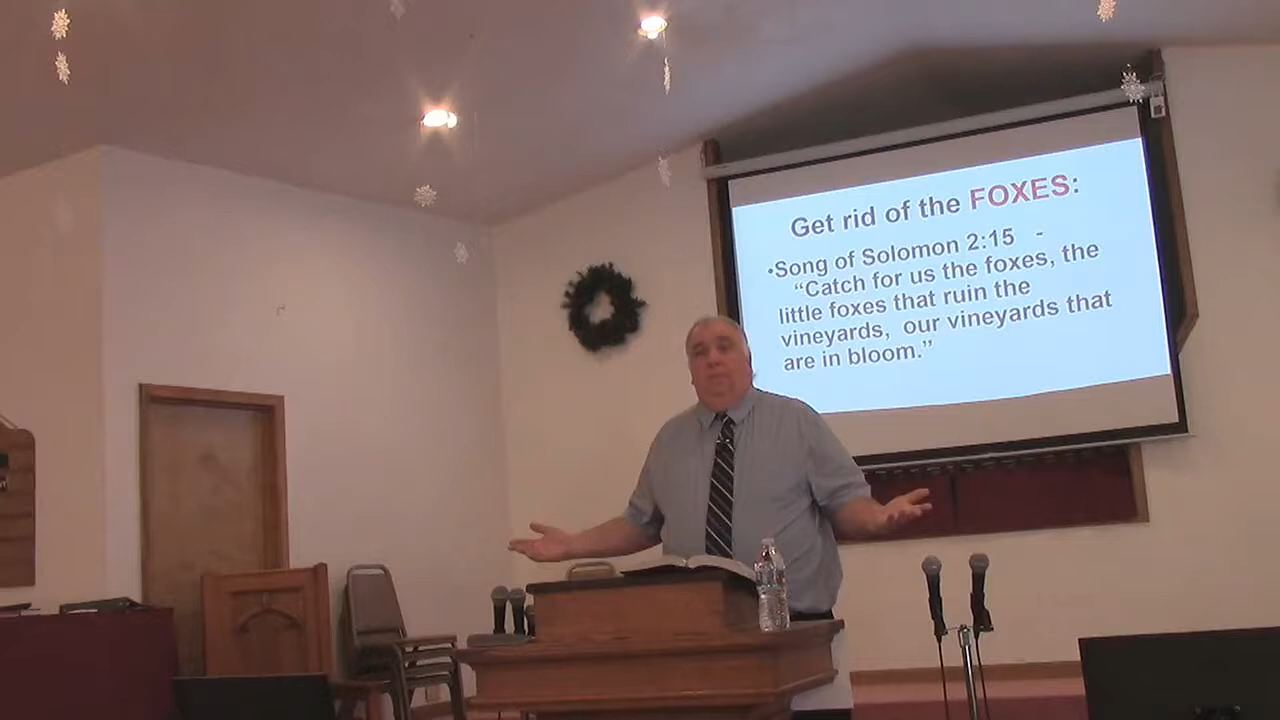 Get rid of the FOXES:
•Song of Solomon 2:15 -
“Catch for us the foxes, the
little foxes that ruin the
vineyards, our vineyards that
are in bloom.”